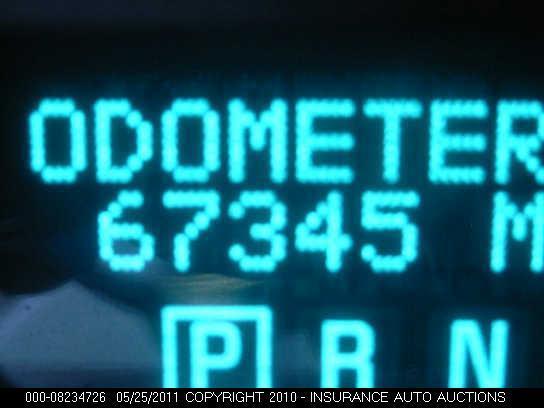 ODOMETER
67345 M
P R N
000-08234726 05/25/2011 COPYRIGHT 2010 - INSURANCE AUTO AUCTIONS